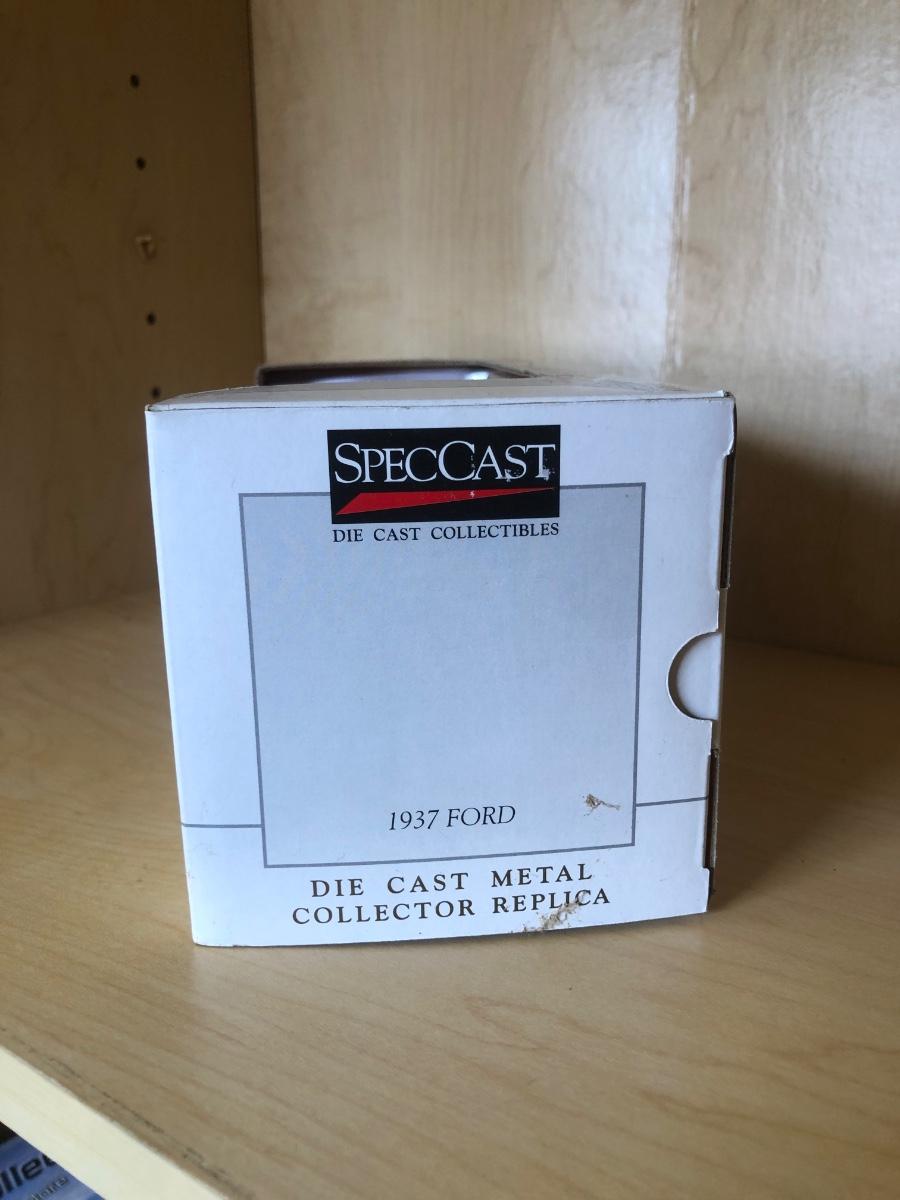 SPECCAST
DIE CAST COLLECTIBLES
1937 FORD
DIE CAST METAL
COLLECTOR REPLICA